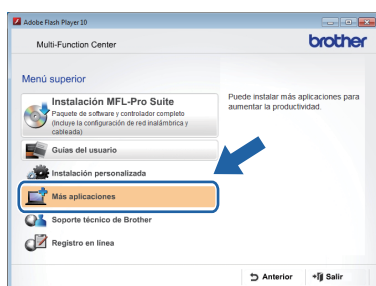 Adobe Flash Player 10
Multi-Function Center
brother
Menú superior
Instalación MFL-Pro Suite
Paquete de software y controlador completo
(Incluye la configuración de red inalámbrica y
cableada)
Puede instalar más aplicaciones para
aumentar la productividad.
Guías del usuario
Instalación personalizada
Más aplicaciones
Soporte técnico de Brother
Registro en línea
Anterior
Salir